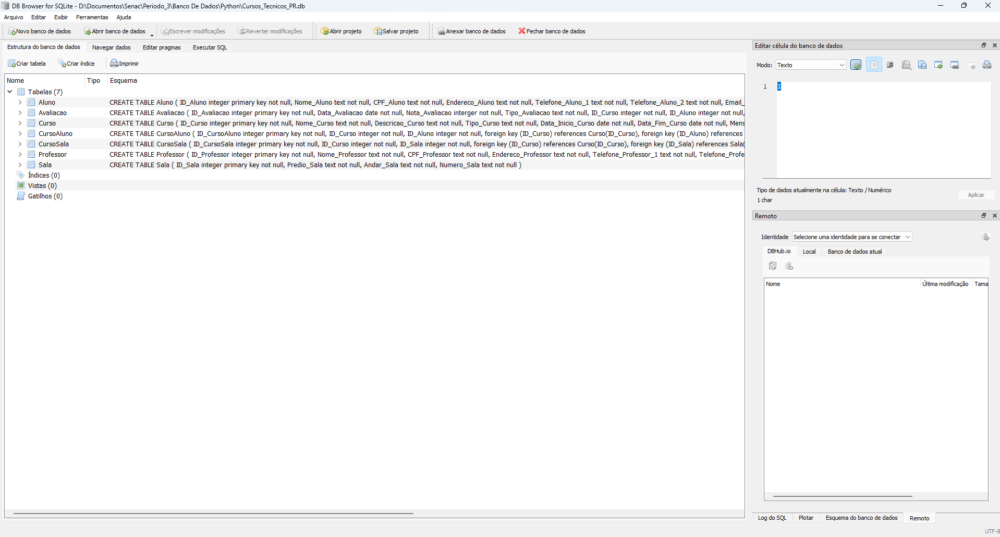 DB Browser for SQLite - D:\Documentos\Senac\Periodo_3\Banco De Dados\Python\Cursos_Tecnicos_PR.db
Arquivo Editar Exibir Ferramentas Ajuda
Novo banco de dados Abrir banco de dados Escrever modificações Reverter modificações Abrir projeto Salvar projeto Anexar banco de dados Fechar banco de dados
Estrutura do banco de dados Navegar dados Editar pragmas Executar SQL
Criar tabela Criar índice Imprimir
Nome Tipo Esquema
Tabelas (7)
Aluno CREATE TABLE Aluno ( ID_Aluno integer primary key not null, Nome_Aluno text not null, CPF_Aluno text not null, Endereco_Aluno text not null, Telefone_Aluno_1 text not null, Telefone_Aluno_2 text not null, Email_
Avaliacao CREATE TABLE Avaliacao ( ID_Avaliacao integer primary key not null, Data_Avaliacao date not null, Nota_Avaliacao interger not null, Tipo_Avaliacao text not null, ID_Curso integer not null, ID_Aluno integer not null,
Curso CREATE TABLE Curso ( ID_Curso integer primary key not null, Nome_Curso text not null, Descricao_Curso text not null, Tipo_Curso text not null, Data_Inicio_Curso date not null, Data_Fim_Curso date not null, Mens
CursoAluno CREATE TABLE CursoAluno ( ID_CursoAluno integer primary key not null, ID_Curso integer not null, ID_Aluno integer not null, foreign key (ID_Curso) references Curso(ID_Curso), foreign key (ID_Aluno) references
CursoSala CREATE TABLE CursoSala ( ID_CursoSala integer primary key not null, ID_Curso integer not null, ID_Sala integer not null, foreign key (ID_Curso) references Curso(ID_Curso), foreign key (ID_Sala) references Sala(
Professor CREATE TABLE Professor ( ID_Professor integer primary key not null, Nome_Professor text not null, CPF_Professor text not null, Endereco_Professor text not null, Telefone_Professor_1 text not null, Telefone_Profe
Sala CREATE TABLE Sala ( ID_Sala integer primary key not null, Predio_Sala text not null, Andar_Sala text not null, Numero_Sala text not null )
Índices (0)
Vistas (0)
Gatilhos (0)
Editar célula do banco de dados
Modo: Texto
1 1
Tipo de dados atualmente na célula: Texto / Numérico
1 char
Aplicar
Remoto
Identidade Selecione uma identidade para se conectar
DBHub.io Local Banco de dados atual
Nome Última modificação Tama
Log do SQL Plotar Esquema do banco de dados Remoto
UTF-8